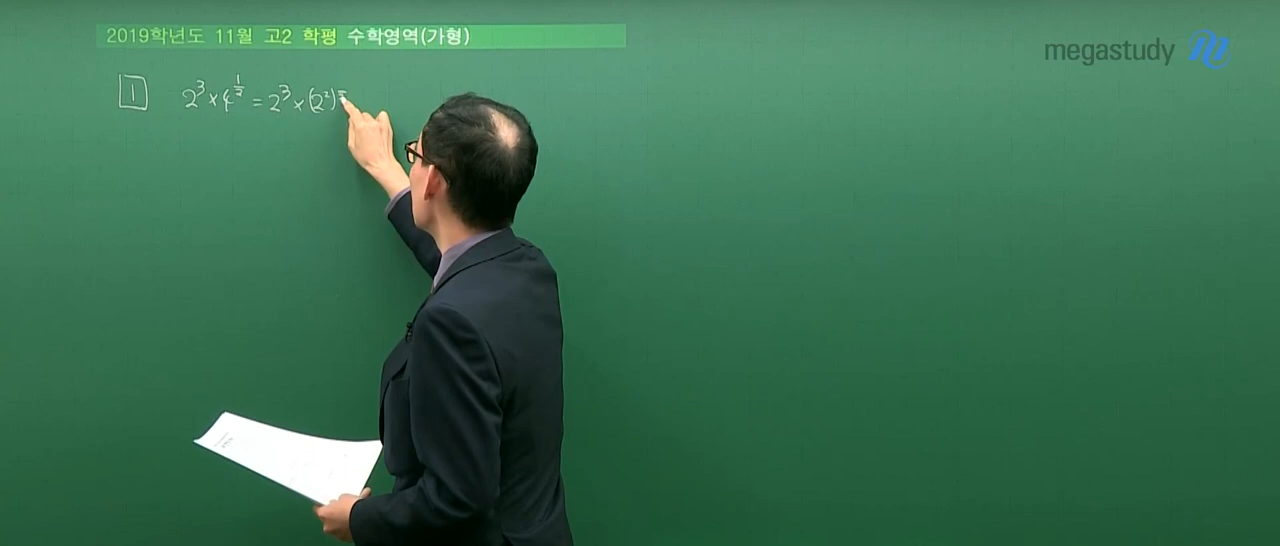 2019학년도 11월 고2 학평 수학영역(가형)
megastudy
1 2³×4^½ = 2³×(2²)